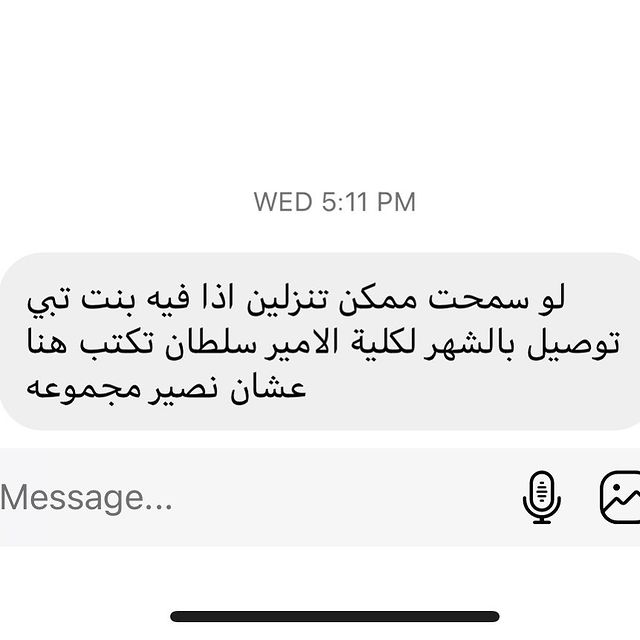 WED 5:11 PM
لو سمحت ممكن تنزلين اذا فيه بنت تبي
توصيل بالشهر لكلية الامير سلطان تكتب هنا
عشان نصير مجموعه
Message...